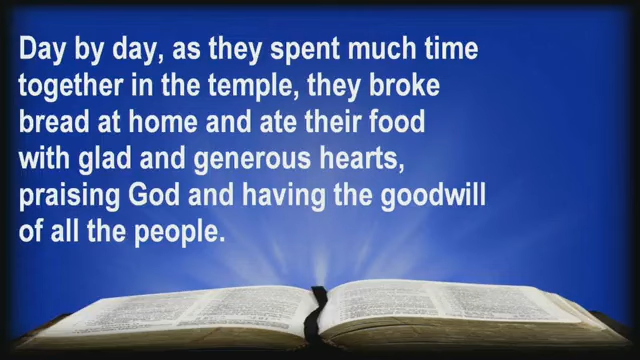 Day by day, as they spent much time
together in the temple, they broke
bread at home and ate their food
with glad and generous hearts,
praising God and having the goodwill
of all the people.